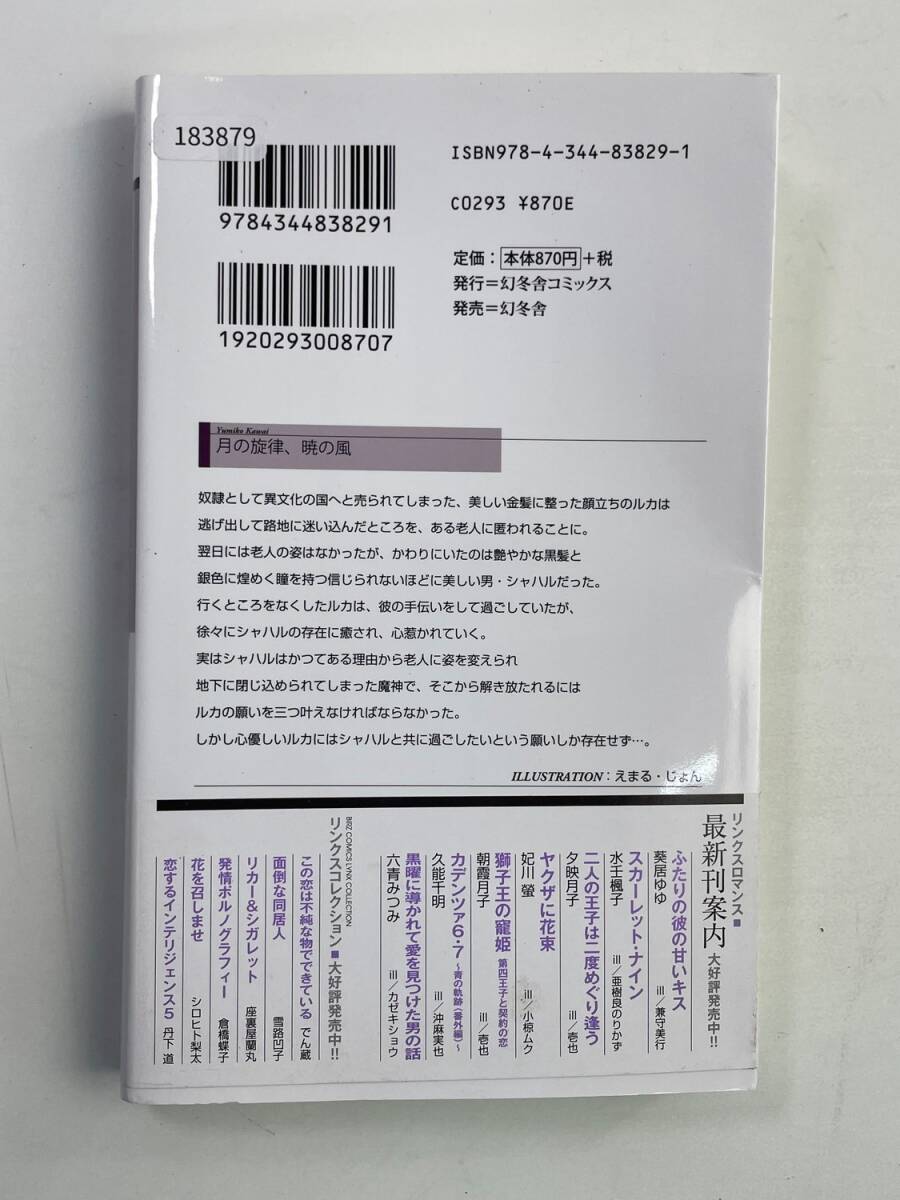 183879
9784344838291
1920293008707
ISBN978-4-344-83829-1
C0293 ¥870E
定価：本体870円+税
発行＝幻冬舎コミックス
発売＝幻冬舎
Yumiko Kawai
月の旋律、暁の風
奴隷として異文化の国へと売られてしまった、美しい金髪に整った顔立ちのルカは
逃げ出して路地に迷い込んだところを、ある老人に匿われることに。
翌日には老人の姿はなかったが、かわりにいたのは艶やかな黒髪と
銀色に煌めく瞳を持つ信じられないほどに美しい男・シャハルだった。
行くところをなくしたルカは、彼の手伝いをして過ごしていたが、
徐々にシャハルの存在に癒され、心惹かれていく。
実はシャハルはかつてある理由から老人に姿を変えられ
地下に閉じ込められてしまった魔神で、そこから解き放たれるには
ルカの願いを三つ叶えなければならなかった。
しかし心優しいルカにはシャハルと共に過ごしたいという願いしか存在せず…。
ILLUSTRATION：えまる・じょん
リンクスロマンス■
最新刊案内 大好評発売中!!
ふたりの彼の甘いキス
葵居ゆゆ ill／兼守美行
スカーレット・ナイン
水壬楓子 ill／亜樹良のりかず
二人の王子は二度めぐり逢う
夕映月子 ill／壱也
ヤクザに花束
妃川螢 ill／小椋ムク
獅子王の寵姫 第四王子と契約の恋
朝霞月子 ill／壱也
カデンツァ6・7 ～青の軌跡〈番外編〉～
久能千明 ill／沖麻実也
黒曜に導かれて愛を見つけた男の話
六青みつみ ill／カゼキショウ
BIRZ COMICS LYNX COLLECTION
リンクスコレクション■大好評発売中!!
この恋は不純な物でできている でん蔵
面倒な同居人 雪路凹子
リカー＆シガレット 座裏屋蘭丸
発情ポルノグラフィー 倉橋蝶子
花を召しませ シロヒト梨太
恋するインテリジェンス5 丹下道